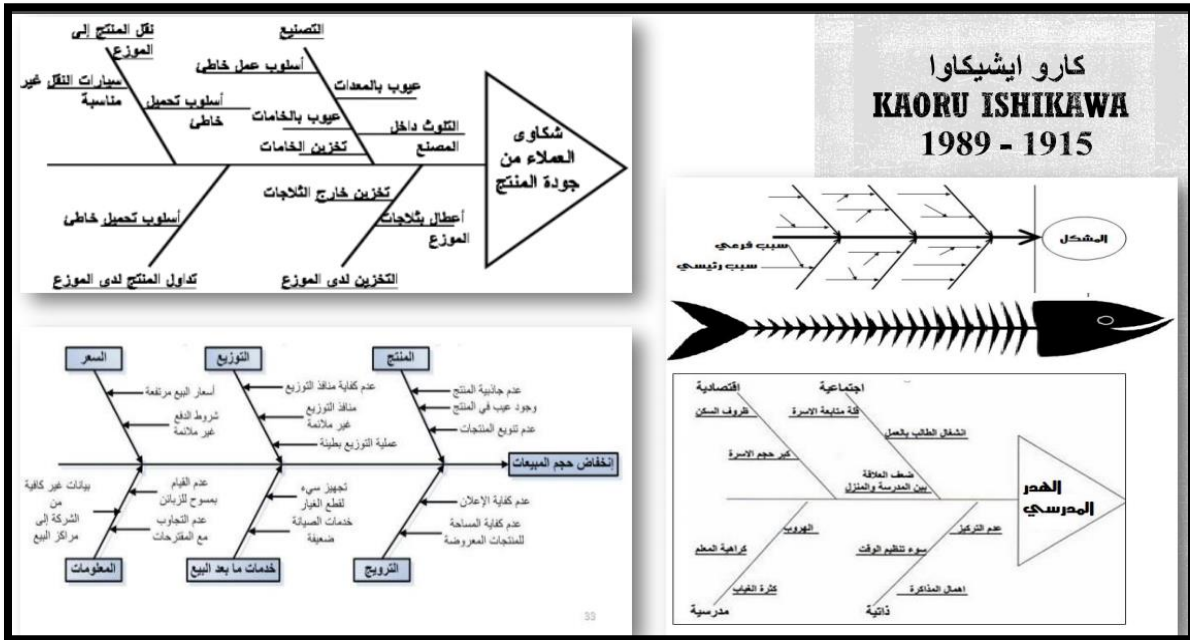 كارو ايشيكاوا
KAORU ISHIKAWA
1989 - 1915
نقل المنتج إلى
الموزع
سيارات النقل غير
مناسبة
أسلوب تحميل
خاطئ
التصنيع
أسلوب عمل خاطئ
عيوب بالمعدات
عيوب بالخامات
التلوث داخل
المصنع
تخزين الخامات
شكاوى
العملاء من
جودة المنتج
أسلوب تحميل خاطئ
تداول المنتج لدى الموزع
تخزين خارج الثلاجات
أعطال بثلاجات
الموزع
التخزين لدى الموزع
المشكل
سبب فرعي
سبب رئيسي
المنتج
عدم جاذبية المنتج
وجود عيب في المنتج
عدم تنويع المنتجات
التوزيع
عدم كفاية منافذ التوزيع
منافذ التوزيع
غير ملائمة
عملية التوزيع بطيئة
السعر
أسعار البيع مرتفعة
شروط الدفع
غير ملائمة
إنخفاض حجم المبيعات
عدم كفاية الإعلان
عدم كفاية المساحة
للمنتجات المعروضة
الترويج
تجهيز سيء
لقطع الغيار
خدمات الصيانة
ضعيفة
خدمات ما بعد البيع
عدم القيام
بمسوح للزبائن
عدم التجاوب
مع المقترحات
بيانات غير كافية
من
الشركة إلى
مراكز البيع
المعلومات
33
اجتماعية
قلة متابعة الاسرة
انشغال الطالب بالعمل
ضعف العلاقة
بين المدرسة والمنزل
اقتصادية
ظروف السكن
كبر حجم الاسرة
الهدر
المدرسي
عدم التركيز
سوء تنظيم الوقت
اهمال المذاكرة
ذاتية
الهروب
كراهية المعلم
كثرة الغياب
مدرسية